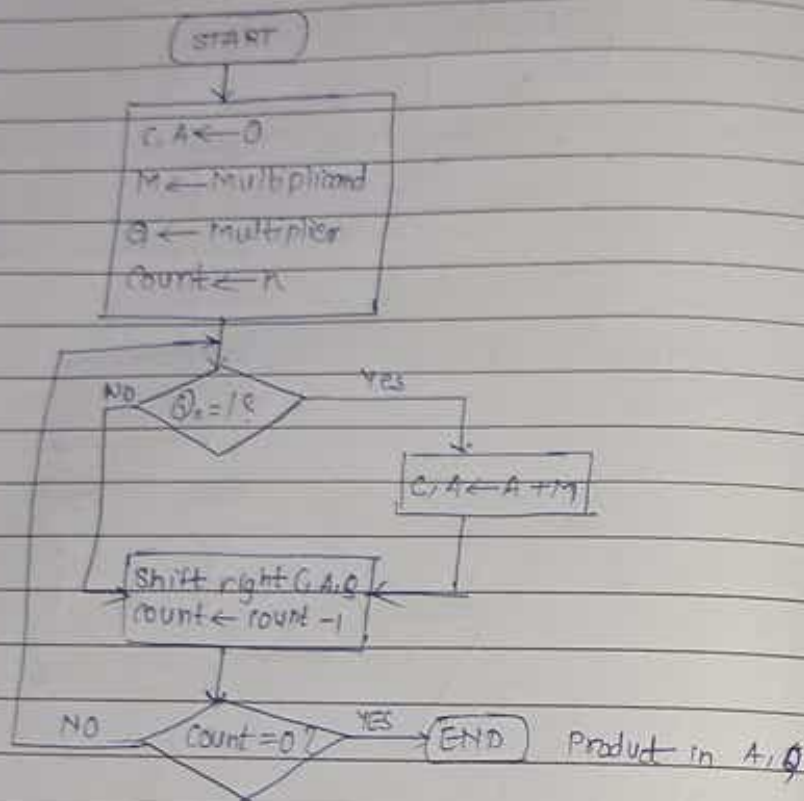 START
C, A ← 0
M ← Multiplicand
Q ← Multiplier
Count ← n
Q₀ = 1?
NO
Yes
C, A ← A + M
Shift right C, A, Q
count ← count -1
NO
Count = 0?
YES
END
Product in A, Q